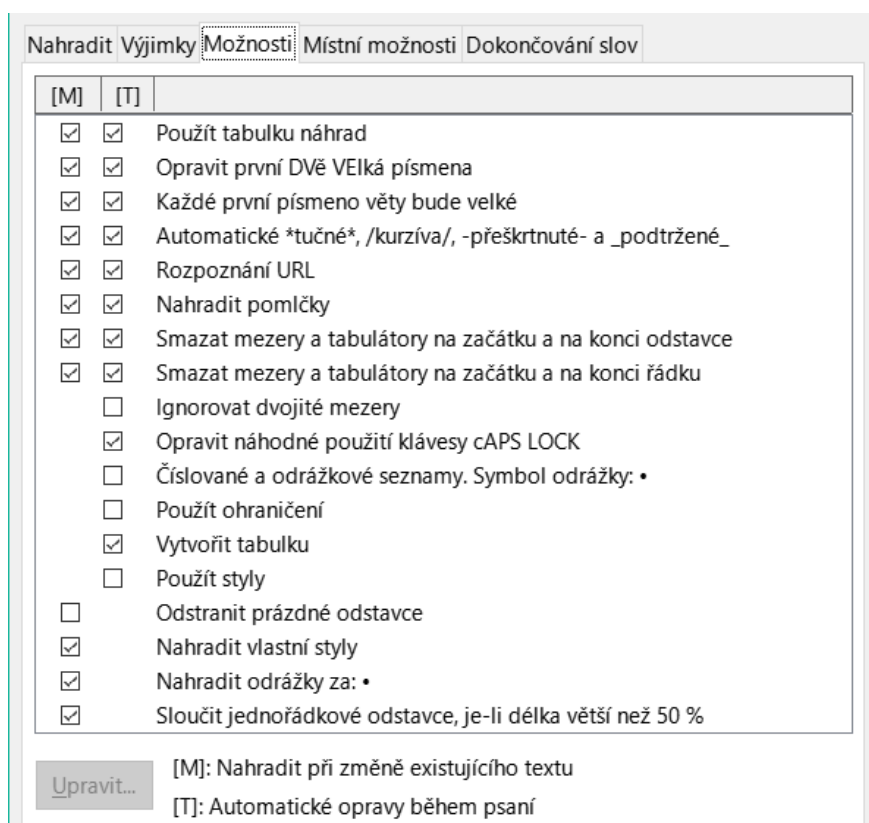 Nahradit Výjimky Možnosti Místní možnosti Dokončování slov
[M] [T]
Použít tabulku náhrad
Opravit první DVě VElká písmena
Každé první písmeno věty bude velké
Automatické *tučné*, /kurzíva/, -přeškrtnuté- a _podtržené_
Rozpoznání URL
Nahradit pomlčky
Smazat mezery a tabulátory na začátku a na konci odstavce
Smazat mezery a tabulátory na začátku a na konci řádku
Ignorovat dvojité mezery
Opravit náhodné použití klávesy cAPS LOCK
Číslované a odrážkové seznamy. Symbol odrážky: •
Použít ohraničení
Vytvořit tabulku
Použít styly
Odstranit prázdné odstavce
Nahradit vlastní styly
Nahradit odrážky za: •
Sloučit jednořádkové odstavce, je-li délka větší než 50 %
Upravit...
[M]: Nahradit při změně existujícího textu
[T]: Automatické opravy během psaní